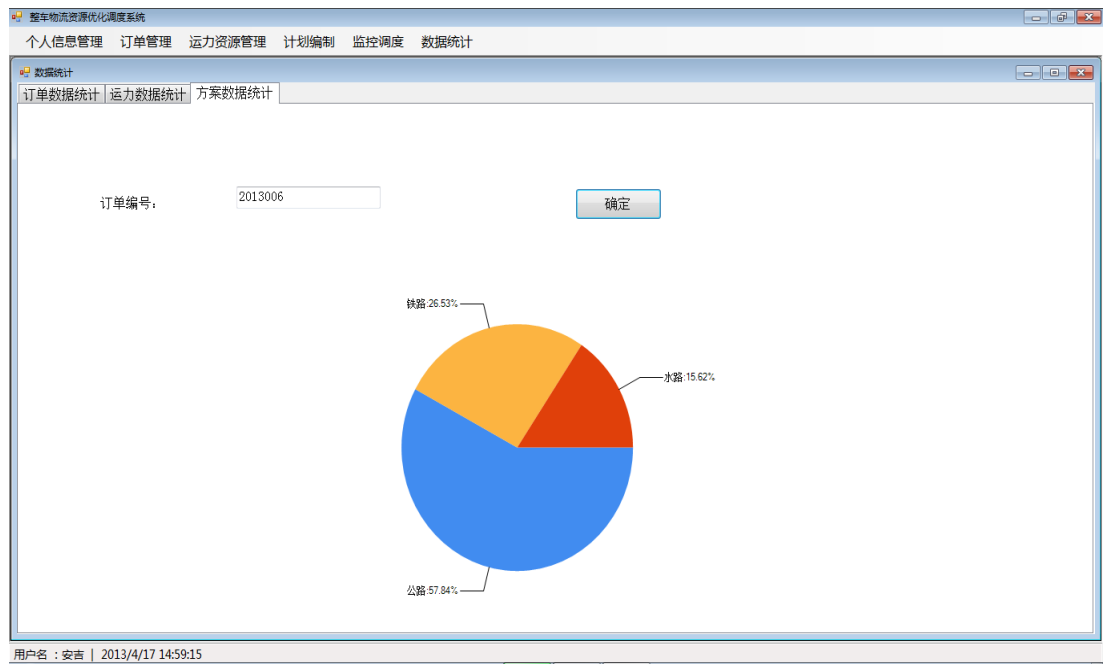 整车物流资源优化调度系统
个人信息管理 订单管理 运力资源管理 计划编制 监控调度 数据统计
数据统计
订单数据统计 运力数据统计 方案数据统计
订单编号： 2013006 确定
铁路:26.53%
水路:15.62%
公路:57.84%
用户名 ：安吉 | 2013/4/17 14:59:15